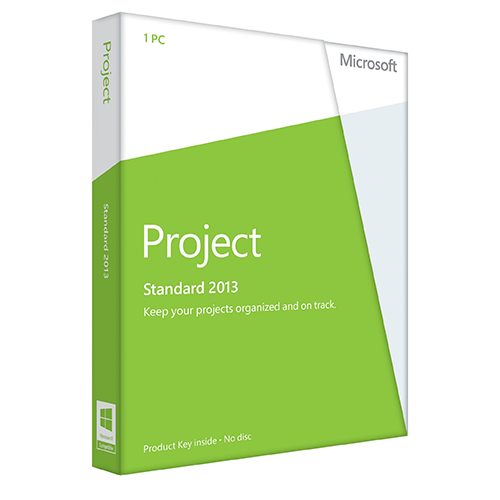 1 PC
Microsoft
Project
Standard 2013
Keep your projects organized and on track.
Product Key inside • No disc
Project
Standard 2013